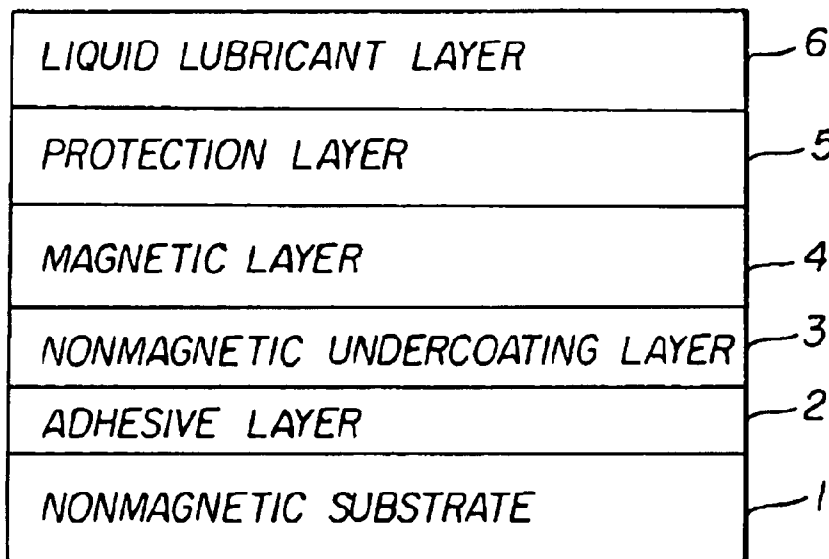 LIQUID LUBRICANT LAYER 6
PROTECTION LAYER 5
MAGNETIC LAYER 4
NONMAGNETIC UNDERCOATING LAYER 3
ADHESIVE LAYER 2
NONMAGNETIC SUBSTRATE 1